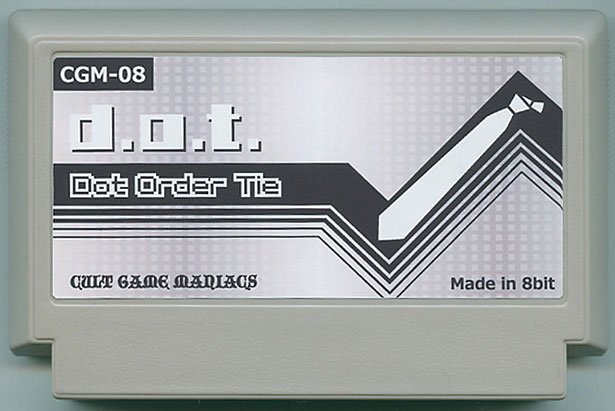 CGM-08
d.o.t.
Dot Order Tie
CULT GAME MANIACS
Made in 8bit